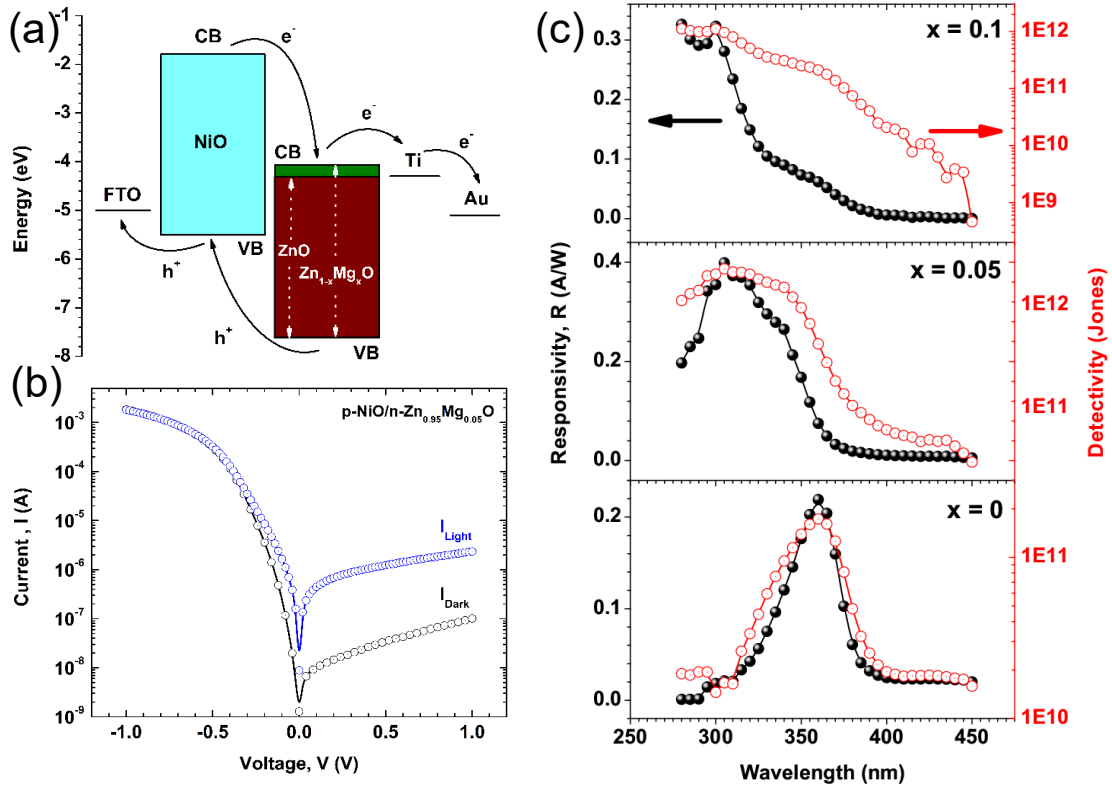 (a)
-1
-2
-3
-4
-5
-6
-7
-8
Energy (eV)
CB
e-
NiO
CB
e-
Ti
e-
Au
FTO
VB
h+
ZnO
Zn1-xMgxO
h+
VB
(b)
p-NiO/n-Zn0.95Mg0.05O
10-3
10-4
10-5
10-6
10-7
10-8
10-9
Current , I (A)
ILight
IDark
-1.0 -0.5 0.0 0.5 1.0
Voltage, V (V)
(c)
x = 0.1
0.3
0.2
0.1
0.0
1E12
1E11
1E10
1E9
x = 0.05
0.4
0.2
0.0
1E12
1E11
Responsivity, R (A/W)
Detectivity (Jones)
x = 0
0.2
0.1
0.0
1E11
1E10
250 300 350 400 450
Wavelength (nm)